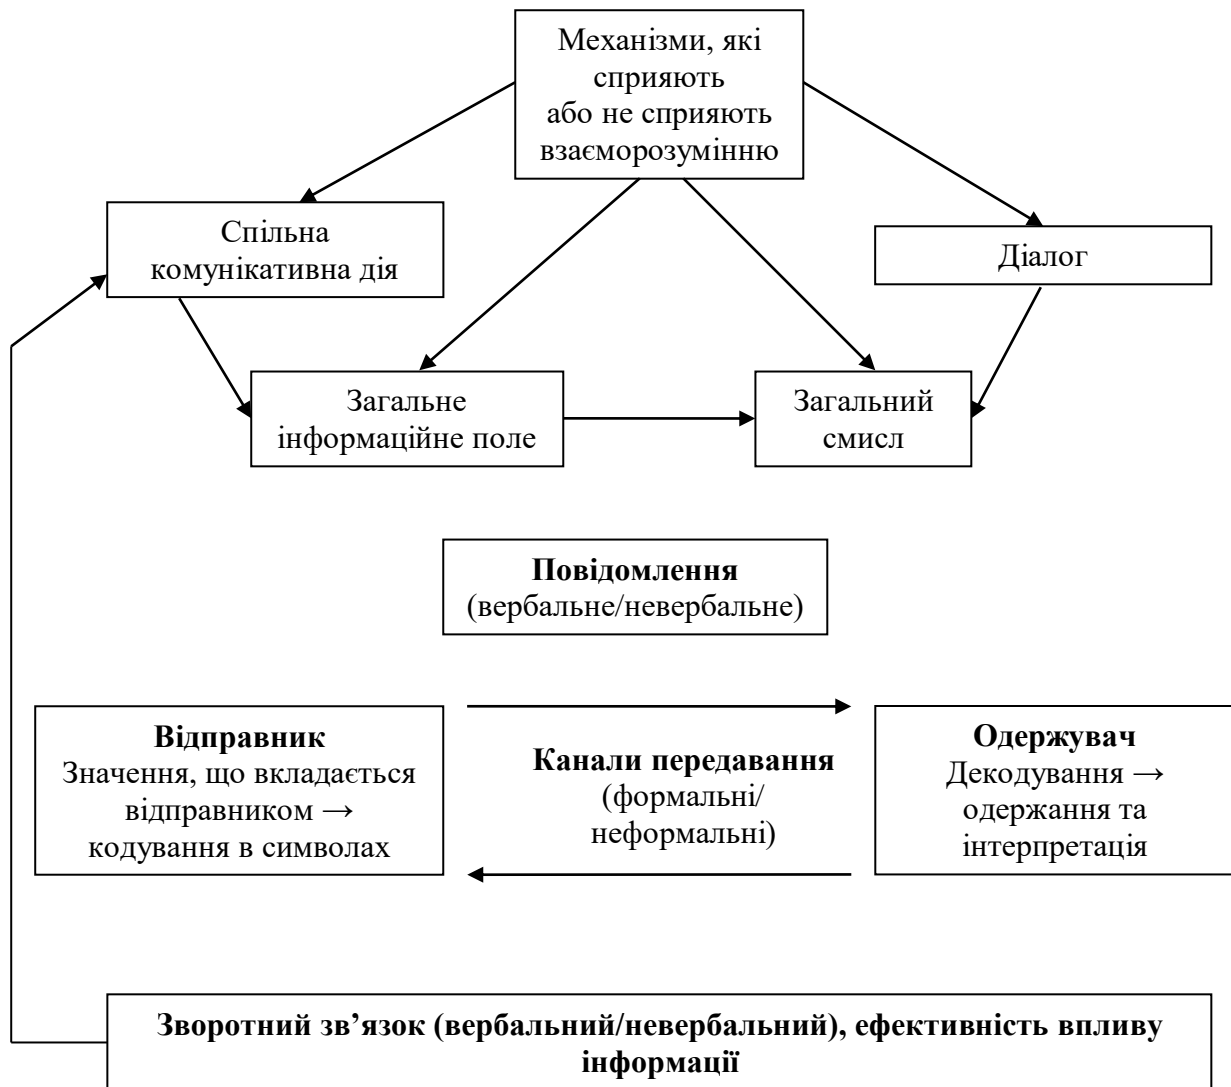 Механізми, які
сприяють
або не сприяють
взаєморозумінню
Спільна
комунікативна дія
Діалог
Загальне
інформаційне поле
Загальний
смисл
Повідомлення
(вербальне/невербальне)
Відправник
Значення, що вкладається
відправником →
кодування в символах
Канали передавання
(формальні/
неформальні)
Одержувач
Декодування →
одержання та
інтерпретація
Зворотний зв’язок (вербальний/невербальний), ефективність впливу
інформації